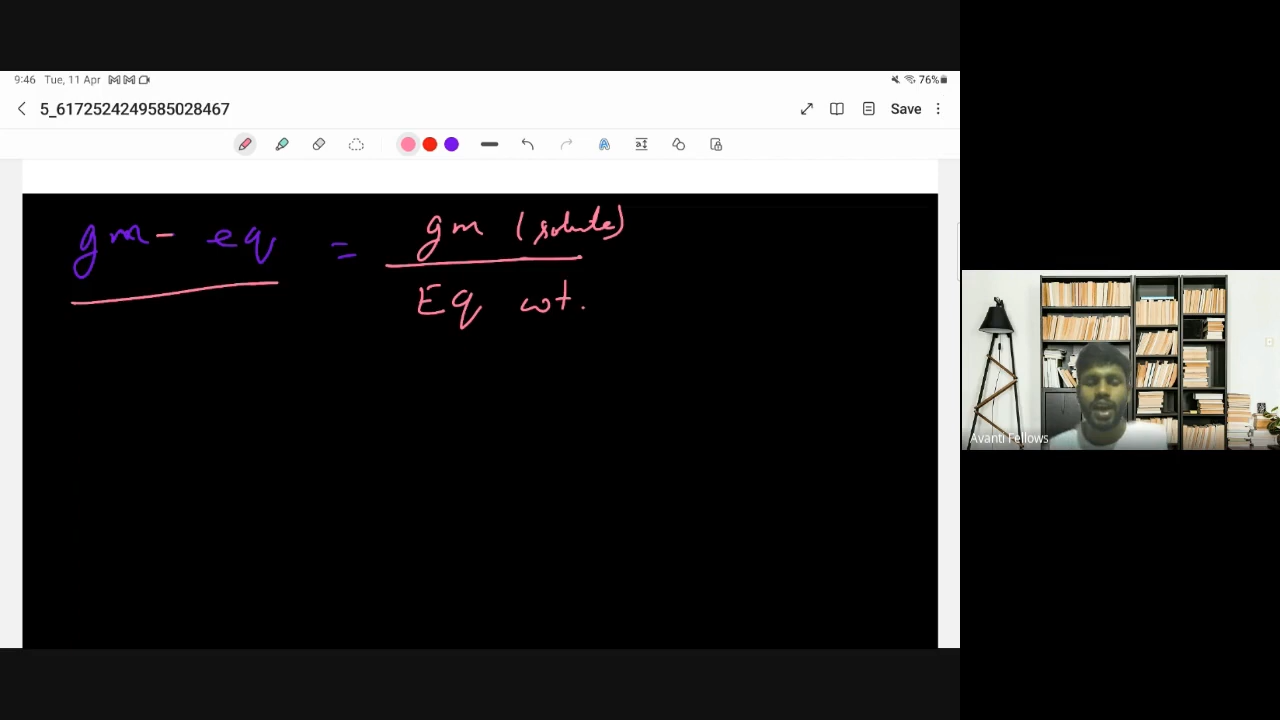 9:46 Tue, 11 Apr 76%
5_6172524249585028467 Save
gm- eq = gm (solute)
Eq wt.
Avanti Fellows